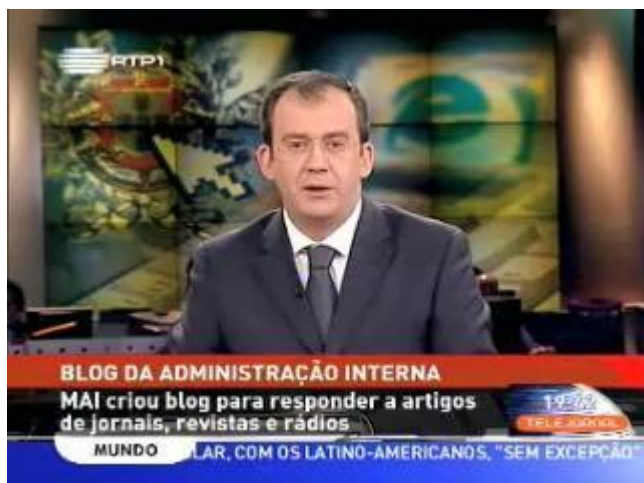 RTP1
BLOG DA ADMINISTRAÇÃO INTERNA
MAI criou blog para responder a artigos
de jornais, revistas e rádios
TELEJORNAL
MUNDO
LAR, COM OS LATINO-AMERICANOS, "SEM EXCEPÇÃO"